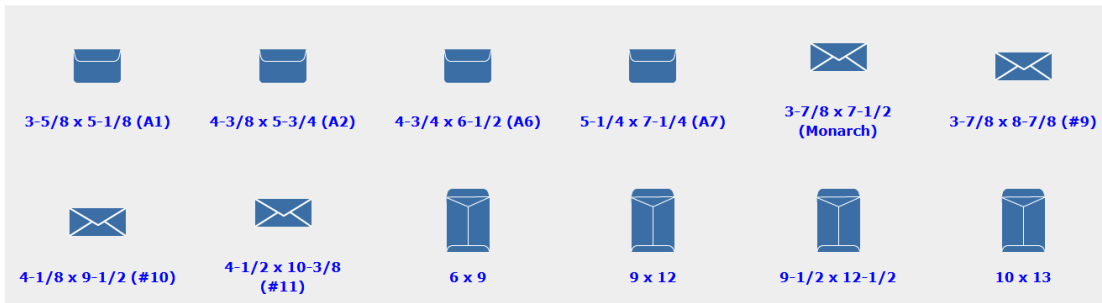 3-5/8 x 5-1/8 (A1)
4-3/8 x 5-3/4 (A2)
4-3/4 x 6-1/2 (A6)
5-1/4 x 7-1/4 (A7)
3-7/8 x 7-1/2
(Monarch)
3-7/8 x 8-7/8 (#9)
4-1/8 x 9-1/2 (#10)
4-1/2 x 10-3/8
(#11)
6 x 9
9 x 12
9-1/2 x 12-1/2
10 x 13